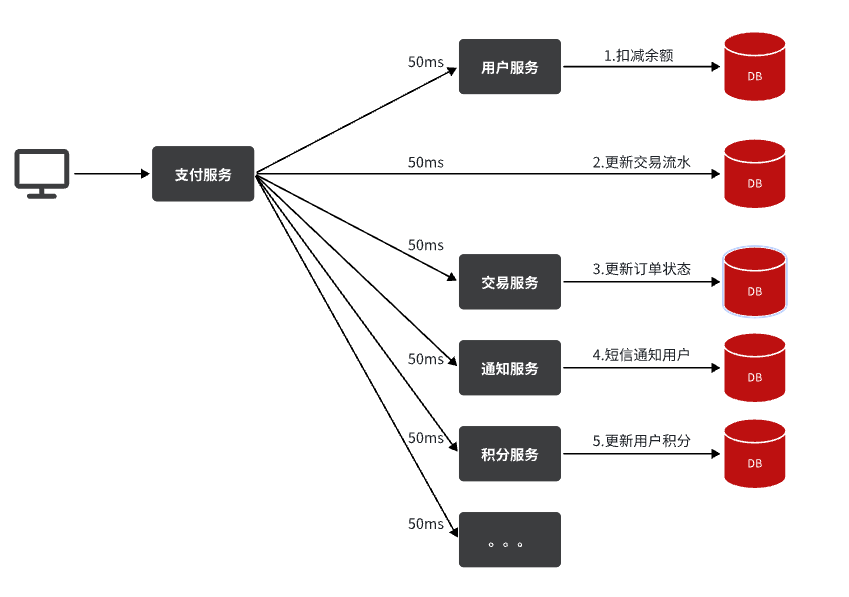 50ms
用户服务
1.扣减余额
DB
支付服务
50ms
2.更新交易流水
DB
50ms
交易服务
3.更新订单状态
DB
50ms
通知服务
4.短信通知用户
DB
50ms
积分服务
5.更新用户积分
DB
50ms
。。。